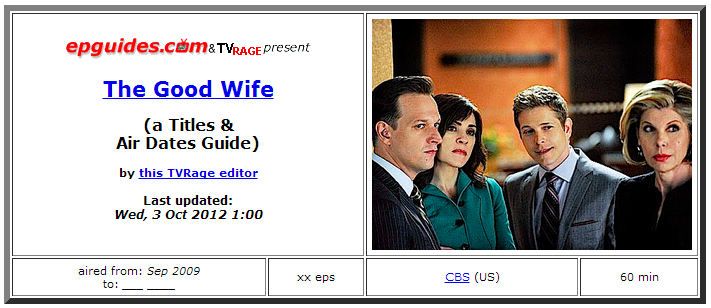 epguides.com & TVRAGE present
The Good Wife
(a Titles &
Air Dates Guide)
by this TVRage editor
Last updated:
Wed, 3 Oct 2012 1:00
aired from: Sep 2009
to: ___ ____
xx eps
CBS (US)
60 min